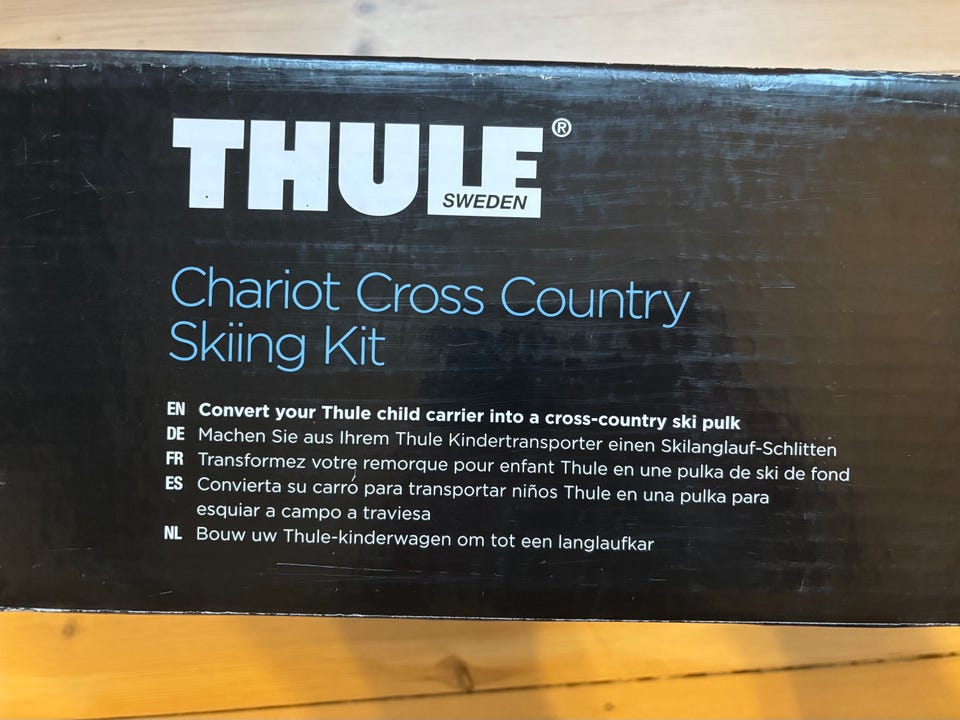 THULE®
SWEDEN
Chariot Cross Country
Skiing Kit
EN Convert your Thule child carrier into a cross-country ski pulk
DE Machen Sie aus Ihrem Thule Kindertransporter einen Skilanglauf-Schlitten
FR Transformez votre remorque pour enfant Thule en une pulka de ski de fond
ES Convierta su carro para transportar niños Thule en una pulka para
esquiar a campo a traviesa
NL Bouw uw Thule-kinderwagen om tot een langlaufkar